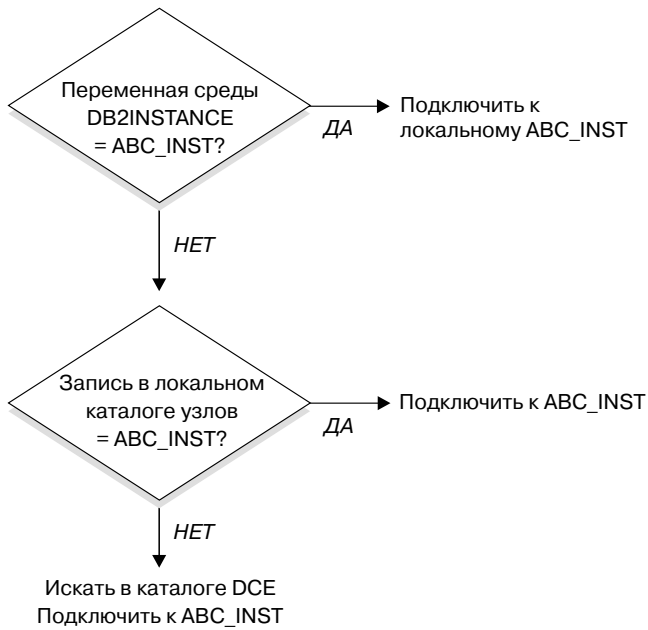 Переменная среды
DB2INSTANCE
= ABC_INST?
ДА
Подключить к
локальному ABC_INST
НЕТ
Запись в локальном
каталоге узлов
= ABC_INST?
ДА
Подключить к ABC_INST
НЕТ
Искать в каталоге DCE
Подключить к ABC_INST